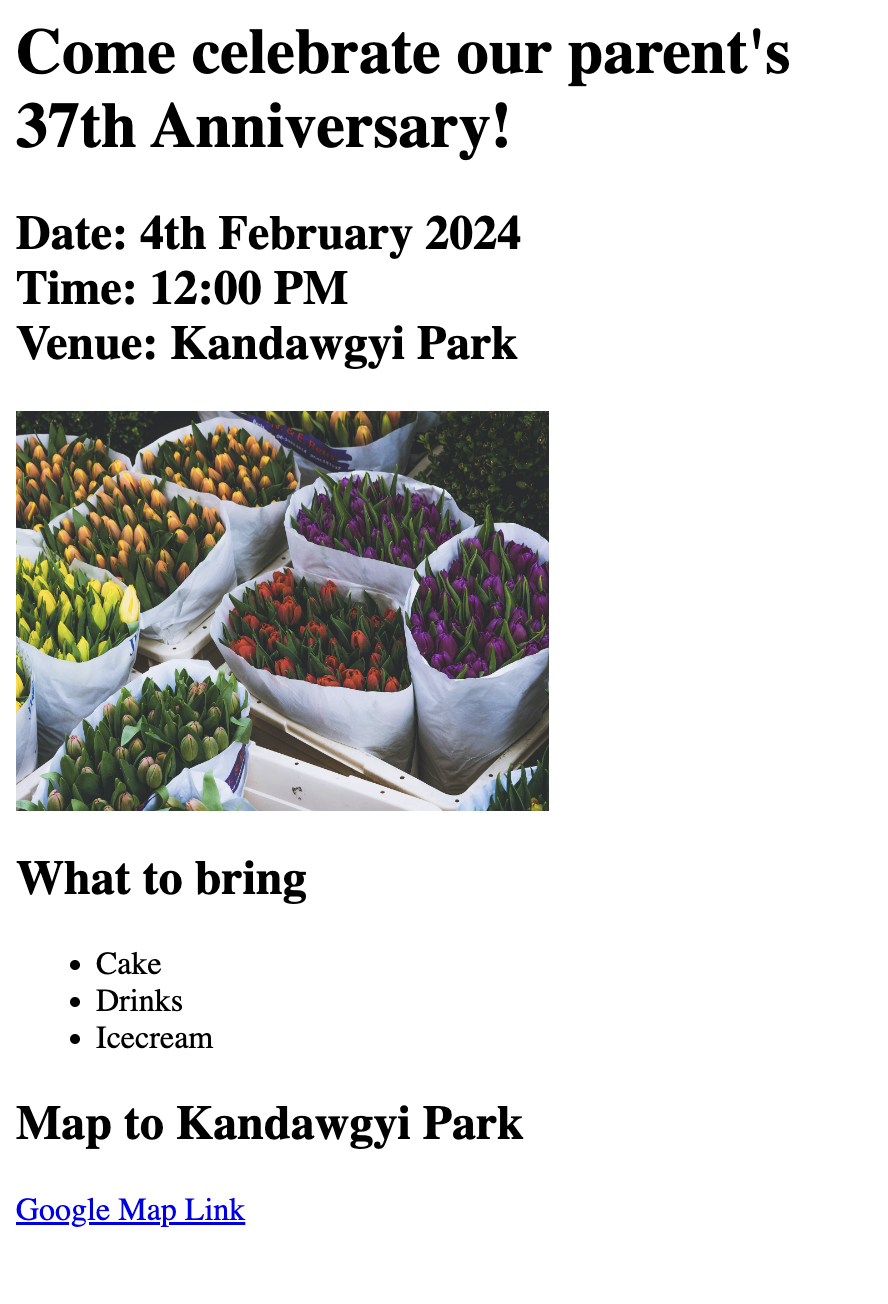 Come celebrate our parent's
37th Anniversary!
Date: 4th February 2024
Time: 12:00 PM
Venue: Kandawgyi Park
What to bring
Cake
Drinks
Icecream
Map to Kandawgyi Park
Google Map Link